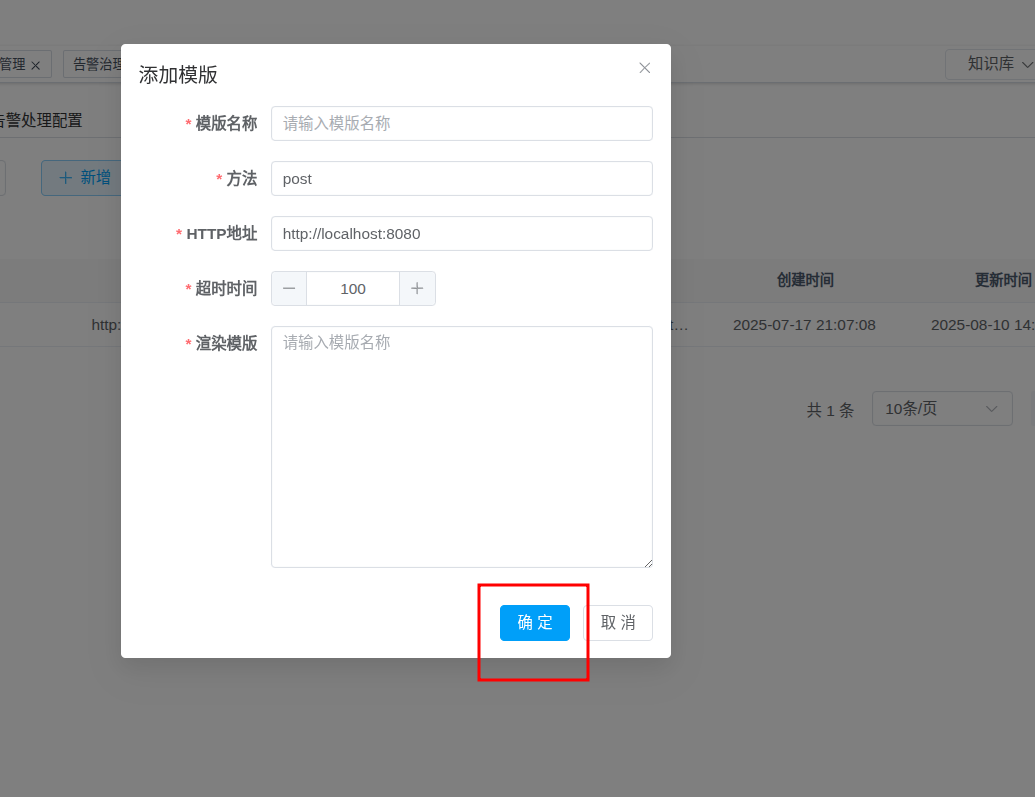 管理
告警治理
知识库
添加模版
告警处理配置
* 模版名称 请输入模版名称
新增
* 方法 post
* HTTP地址 http://localhost:8080
* 超时时间 100
创建时间 更新时间
http:
2025-07-17 21:07:08 2025-08-10 14:
* 渲染模版 请输入模版名称
共 1 条 10条/页
确 定 取 消